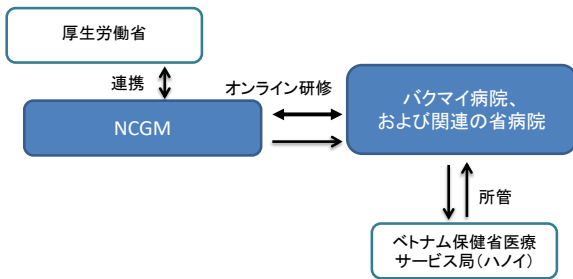 厚生労働省
連携
オンライン研修
NCGM
バクマイ病院、
および関連の省病院
所管
ベトナム保健省医療
サービス局(ハノイ)